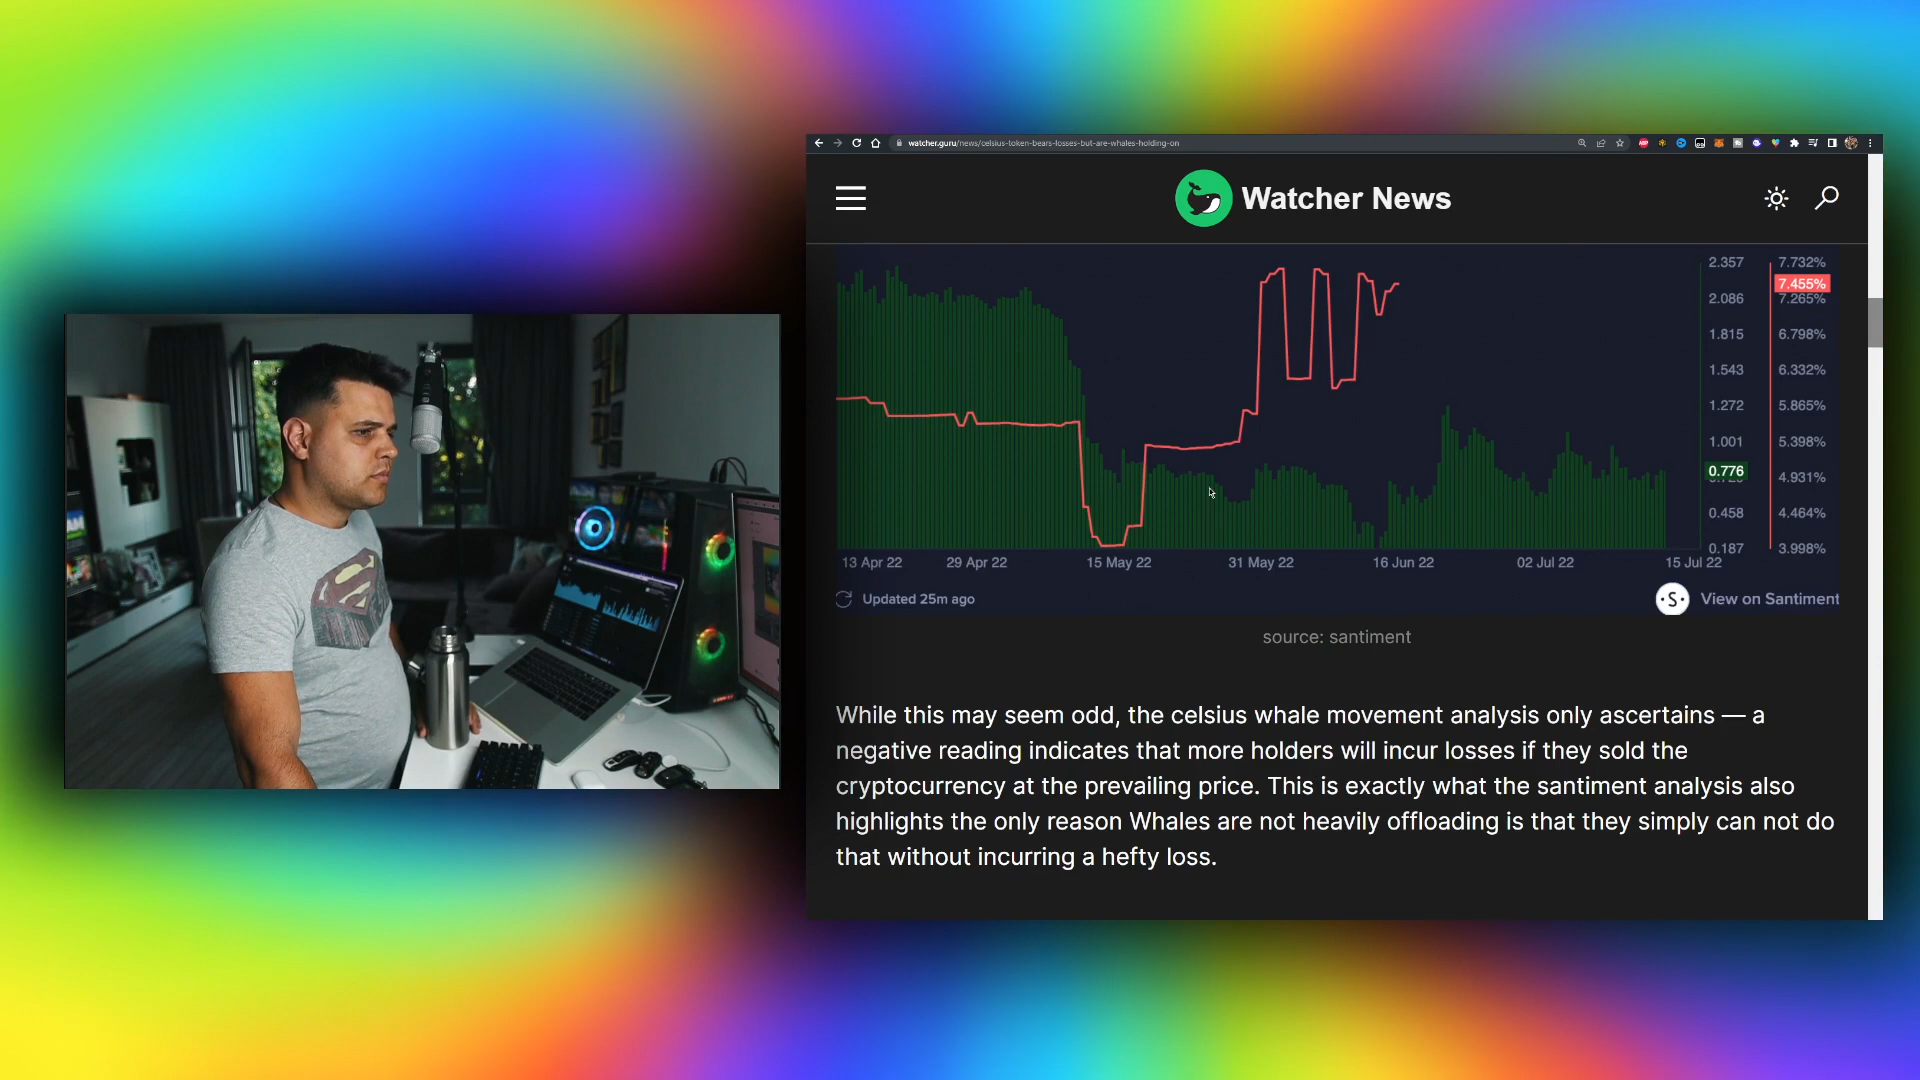 watcher.guru/news/celsius-token-bears-losses-but-are-whales-holding-on
Watcher News
2.357 7.732%
7.455%
2.086 7.265%
1.815 6.798%
1.543 6.332%
1.272 5.865%
1.001 5.398%
0.776
4.931%
0.458 4.464%
0.187 3.998%
13 Apr 22 29 Apr 22 15 May 22 31 May 22 16 Jun 22 02 Jul 22 15 Jul 22
Updated 25m ago
·S· View on Santiment
source: santiment
While this may seem odd, the celsius whale movement analysis only ascertains — a
negative reading indicates that more holders will incur losses if they sold the
cryptocurrency at the prevailing price. This is exactly what the santiment analysis also
highlights the only reason Whales are not heavily offloading is that they simply can not do
that without incurring a hefty loss.